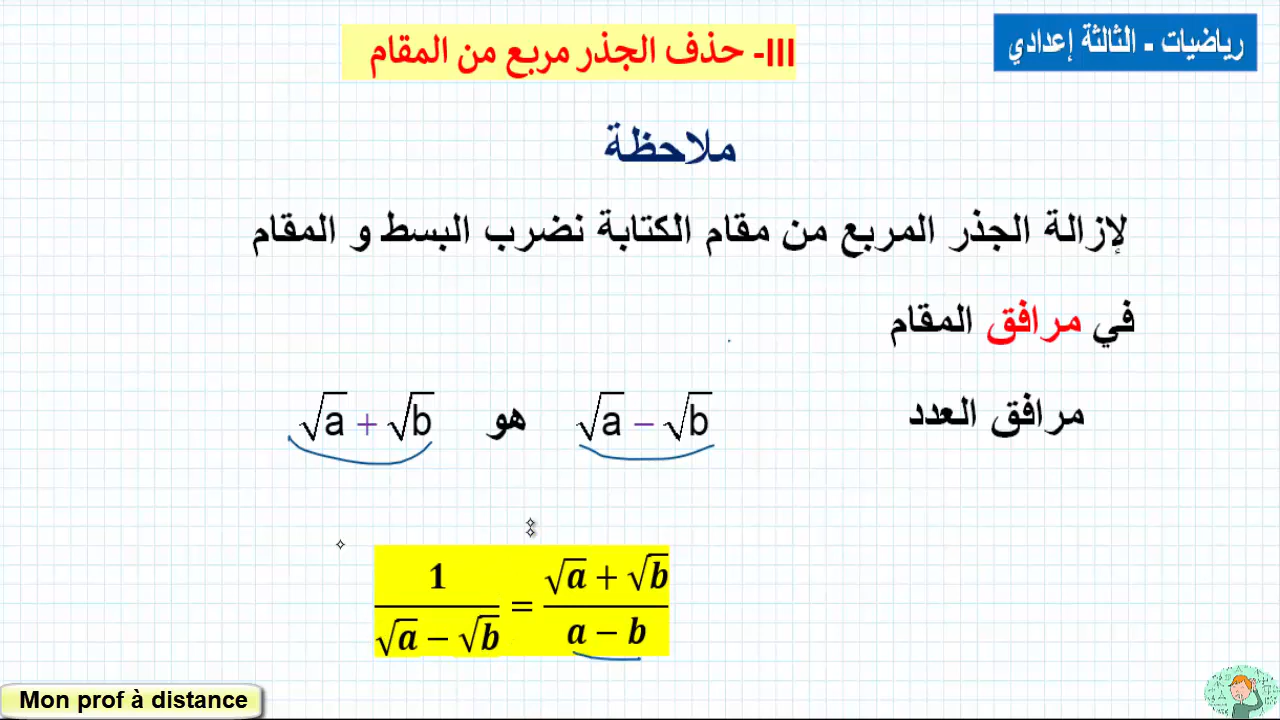 رياضيات - الثالثة إعدادي
III- حذف الجذر مربع من المقام
ملاحظة
لإزالة الجذر المربع من مقام الكتابة نضرب البسط و المقام
في مرافق المقام
مرافق العدد √a − √b هو √a + √b
1/(√a − √b) = (√a + √b)/(a − b)
Mon prof à distance